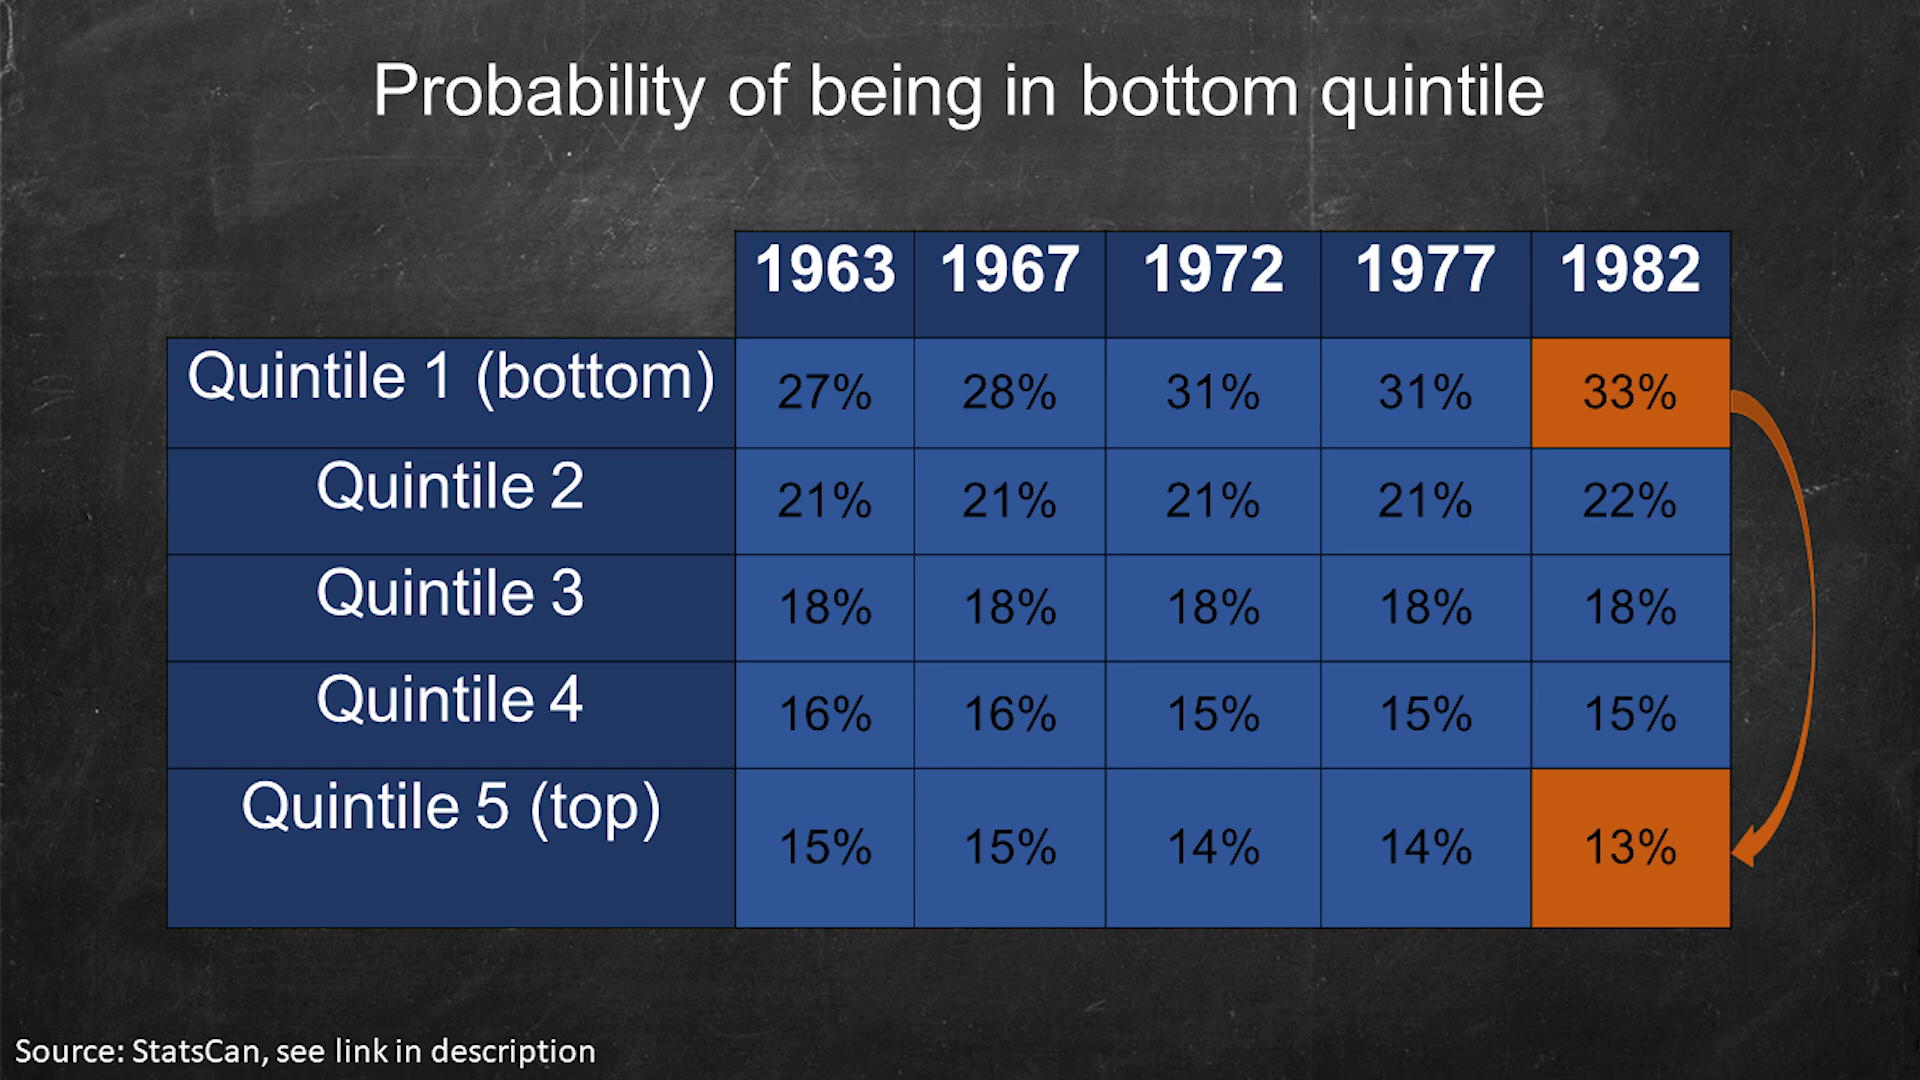 Probability of being in bottom quintile
1963 1967 1972 1977 1982
Quintile 1 (bottom) 27% 28% 31% 31% 33%
Quintile 2 21% 21% 21% 21% 22%
Quintile 3 18% 18% 18% 18% 18%
Quintile 4 16% 16% 15% 15% 15%
Quintile 5 (top) 15% 15% 14% 14% 13%
Source: StatsCan, see link in description